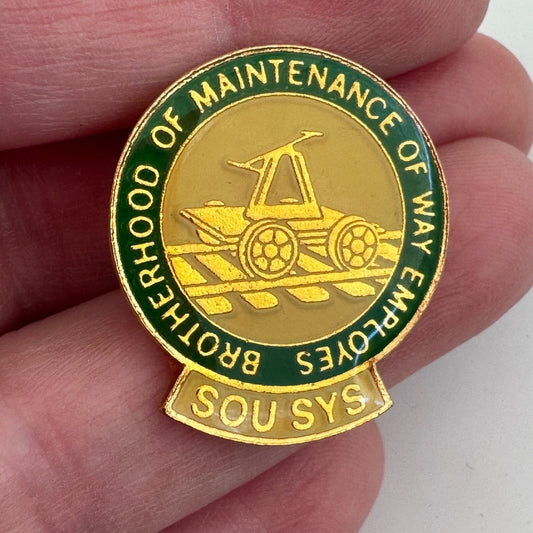 BROTHERHOOD OF MAINTENANCE OF WAY EMPLOYES
SOU SYS